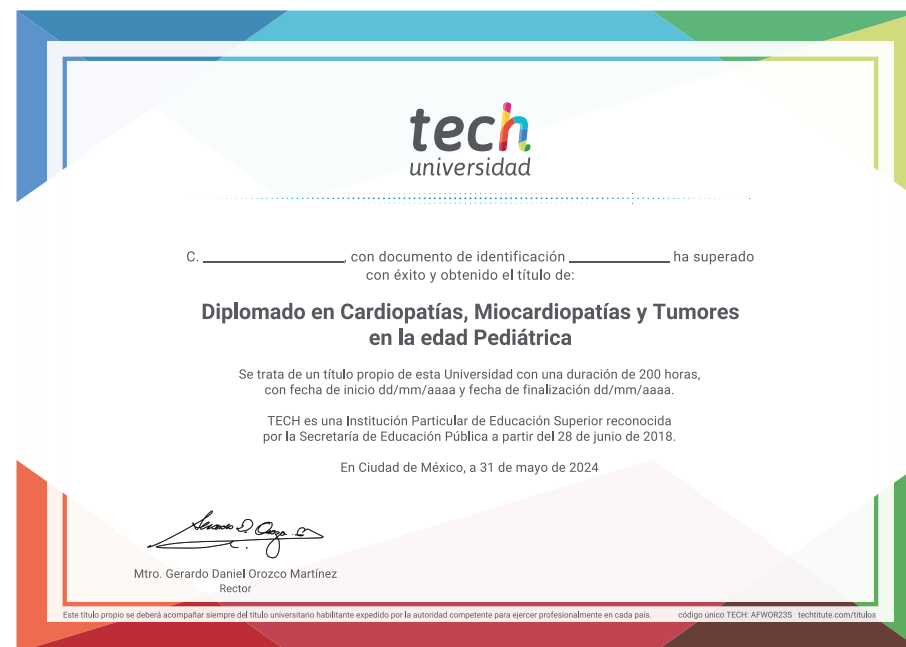 tech
universidad
C. ____________________, con documento de identificación ______________ ha superado
con éxito y obtenido el título de:
Diplomado en Cardiopatías, Miocardiopatías y Tumores
en la edad Pediátrica
Se trata de un título propio de esta Universidad con una duración de 200 horas,
con fecha de inicio dd/mm/aaaa y fecha de finalización dd/mm/aaaa.
TECH es una Institución Particular de Educación Superior reconocida
por la Secretaría de Educación Pública a partir del 28 de junio de 2018.
En Ciudad de México, a 31 de mayo de 2024
Mtro. Gerardo Daniel Orozco Martínez
Rector
Este título propio se deberá acompañar siempre del título universitario habilitante expedido por la autoridad competente para ejercer profesionalmente en cada país. código único TECH: AFWOR23S techtitute.com/titulos